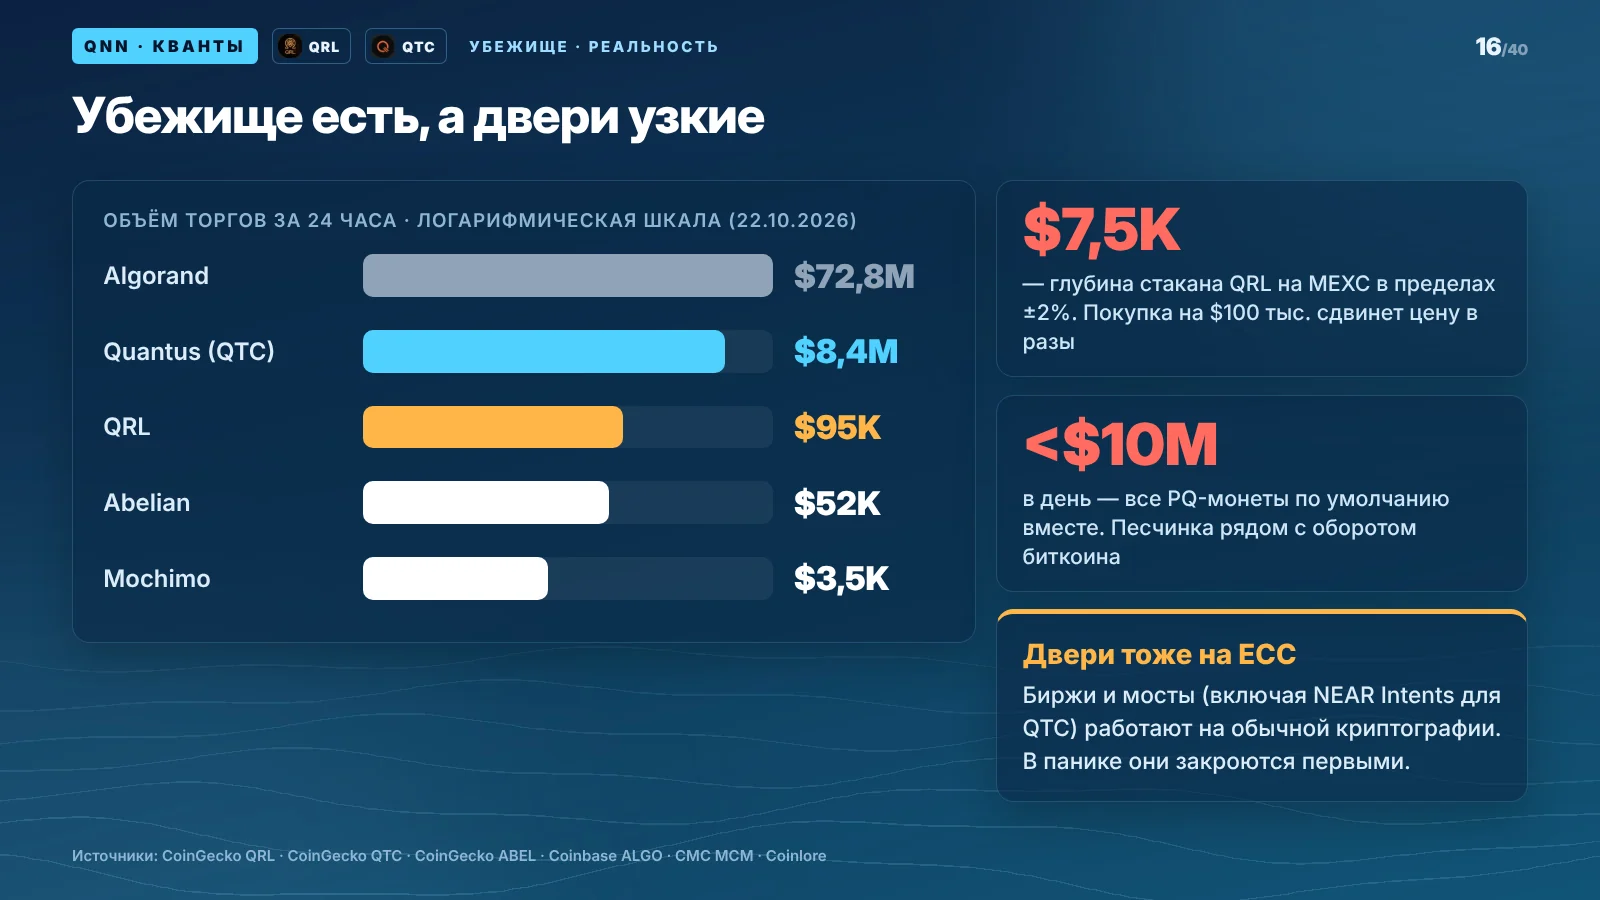 QNN · КВАНТЫ
QRL
QTC
УБЕЖИЩЕ · РЕАЛЬНОСТЬ
16/40
Убежище есть, а двери узкие
ОБЪЁМ ТОРГОВ ЗА 24 ЧАСА · ЛОГАРИФМИЧЕСКАЯ ШКАЛА (22.10.2026)
Algorand $72,8M
Quantus (QTC) $8,4M
QRL $95K
Abelian $52K
Mochimo $3,5K
$7,5K
— глубина стакана QRL на MEXC в пределах
±2%. Покупка на $100 тыс. сдвинет цену в
разы
<$10M
в день — все PQ-монеты по умолчанию
вместе. Песчинка рядом с оборотом
биткоина
Двери тоже на ECC
Биржи и мосты (включая NEAR Intents для
QTC) работают на обычной криптографии.
В панике они закроются первыми.
Источники: CoinGecko QRL · CoinGecko QTC · CoinGecko ABEL · Coinbase ALGO · CMC MCM · Coinlore